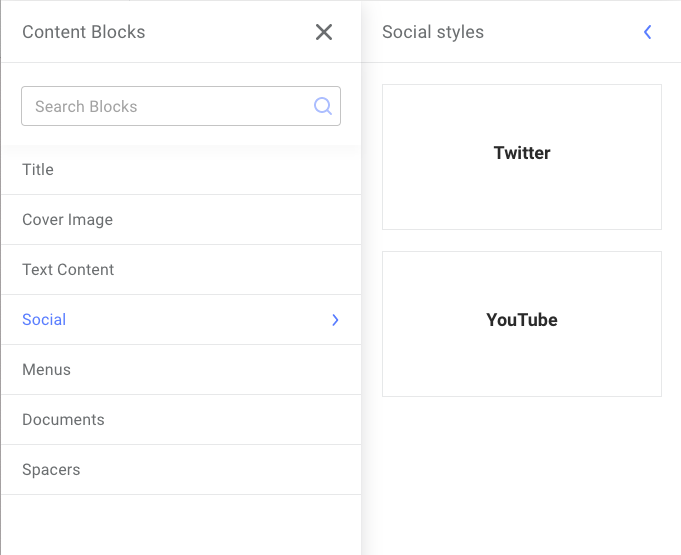 Content Blocks
Search Blocks
Title
Cover Image
Text Content
Social
Menus
Documents
Spacers
Social styles
Twitter
YouTube